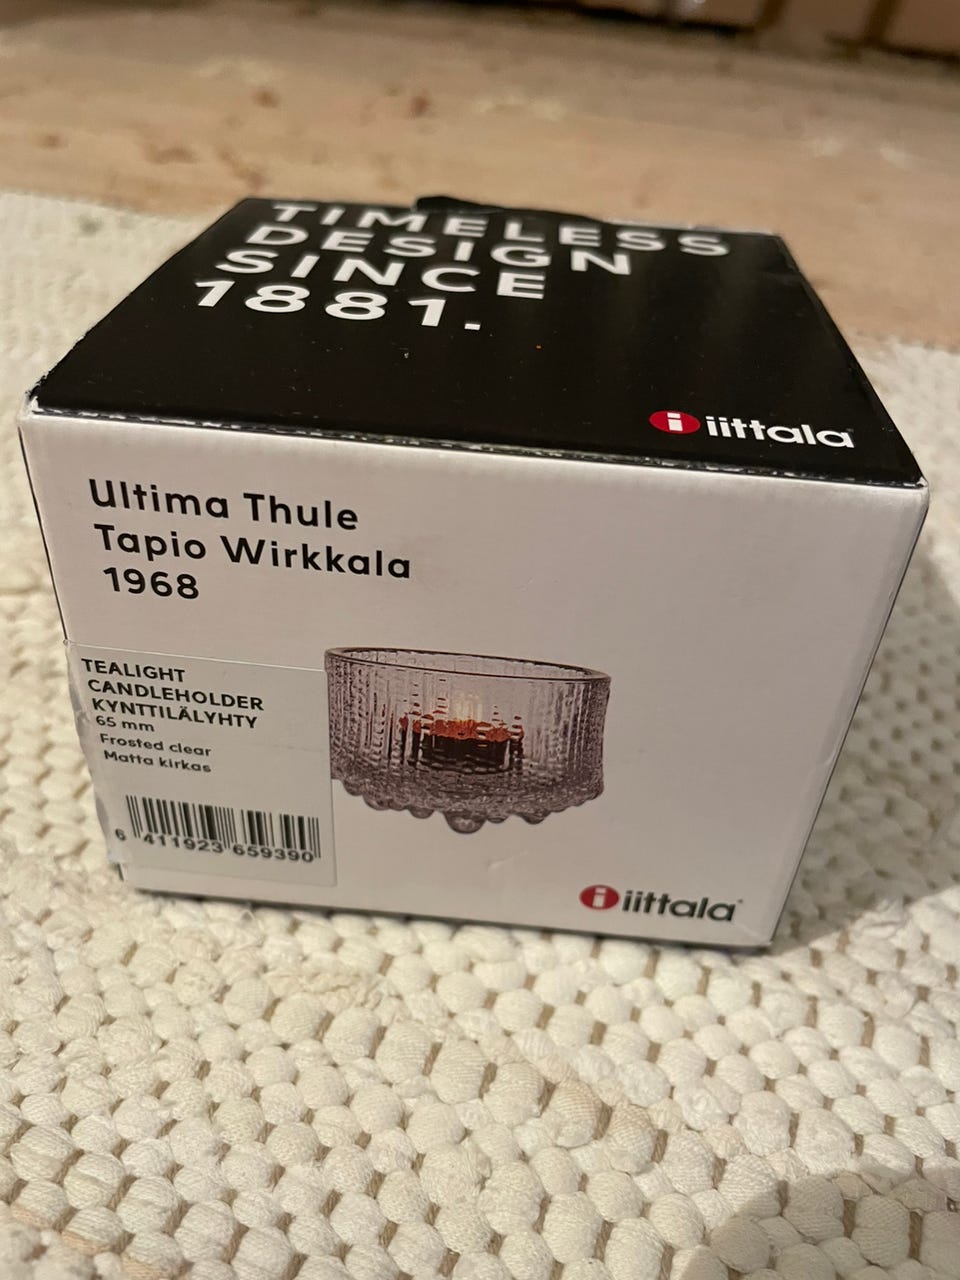 TIMELESS
DESIGN
SINCE
1881.
i iittala
Ultima Thule
Tapio Wirkkala
1968
TEALIGHT
CANDLEHOLDER
KYNTTILÄLYHTY
65 mm
Frosted clear
Matta kirkas
6 411923 659390
i iittala